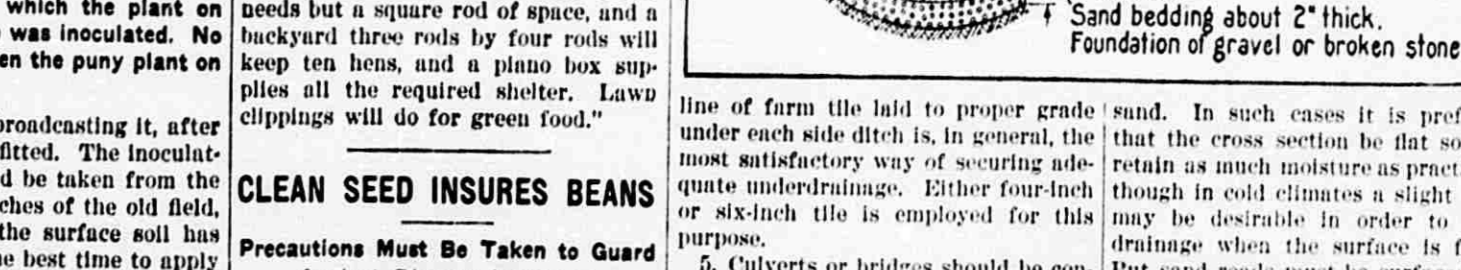 which the plant on
was inoculated. No
en the puny plant on
broadcasting it, after
fitted. The inoculat-
d be taken from the
ches of the old field,
the surface soil has
e best time to apply
needs but a square rod of space, and a
backyard three rods by four rods will
keep ten hens, and a piano box sup-
plies all the required shelter. Lawn
clippings will do for green food."
CLEAN SEED INSURES BEANS
Precautions Must Be Taken to Guard
Sand bedding about 2" thick.
Foundation of gravel or broken stone
line of farm tile laid to proper grade
under each side ditch is, in general, the
most satisfactory way of securing ade-
quate underdrainage. Either four-inch
or six-inch tile is employed for this
purpose.
5. Culverts or bridges should be con-
sand. In such cases it is pref
that the cross section be flat so
retain as much moisture as pract
though in cold climates a slight
may be desirable in order to
drainage when the surface is f
But sand roads must be